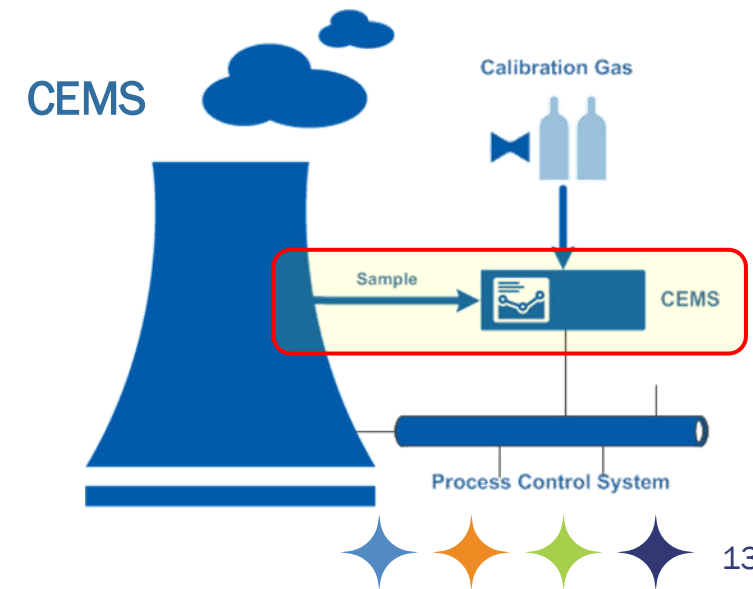 CEMS
Calibration Gas
Sample
CEMS
Process Control System
13